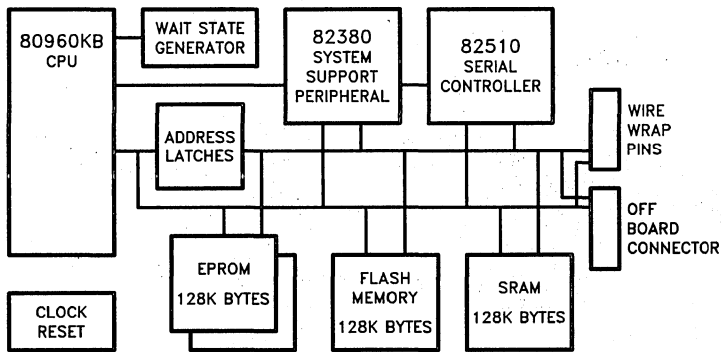 80960KB
CPU
WAIT STATE
GENERATOR
82380
SYSTEM
SUPPORT
PERIPHERAL
82510
SERIAL
CONTROLLER
ADDRESS
LATCHES
WIRE
WRAP
PINS
OFF
BOARD
CONNECTOR
EPROM
128K BYTES
FLASH
MEMORY
128K BYTES
SRAM
128K BYTES
CLOCK
RESET